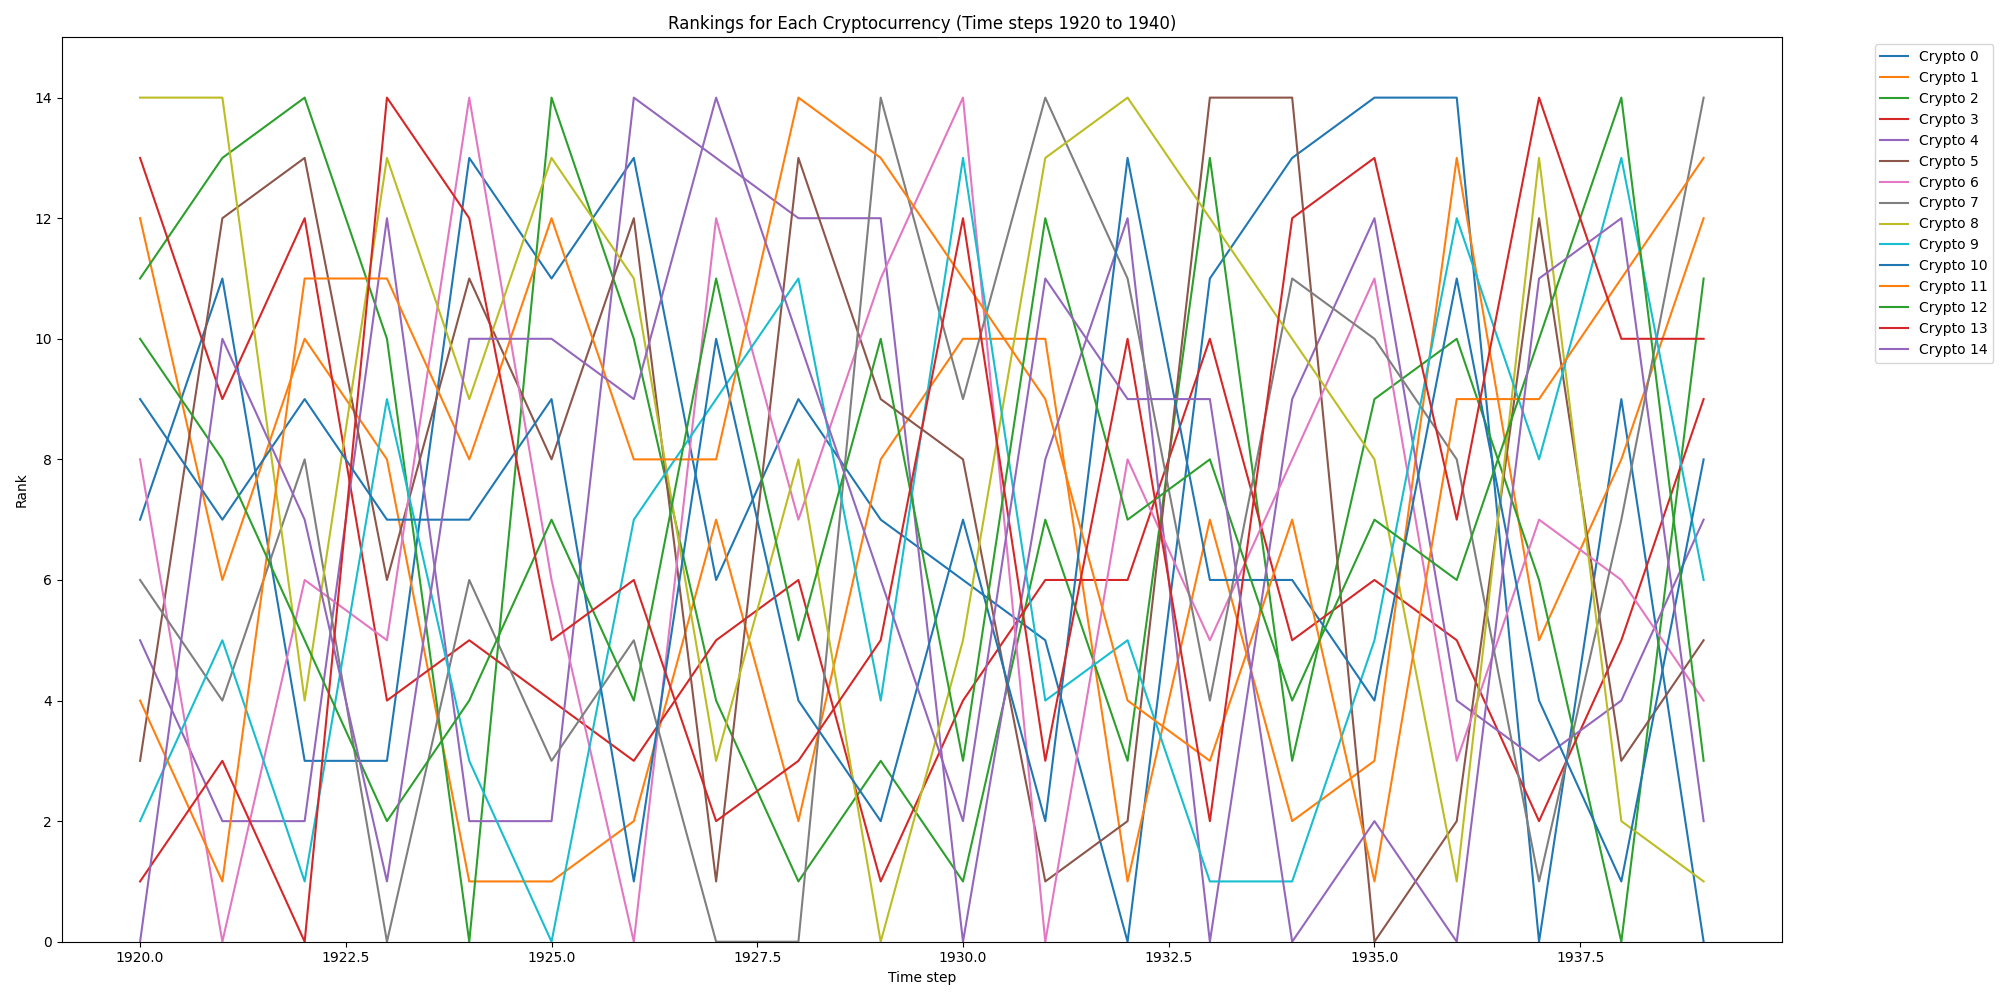 Rankings for Each Cryptocurrency (Time steps 1920 to 1940)
Rank
14
12
10
8
6
4
2
0
1920.0 1922.5 1925.0 1927.5 1930.0 1932.5 1935.0 1937.5
Time step
Crypto 0
Crypto 1
Crypto 2
Crypto 3
Crypto 4
Crypto 5
Crypto 6
Crypto 7
Crypto 8
Crypto 9
Crypto 10
Crypto 11
Crypto 12
Crypto 13
Crypto 14